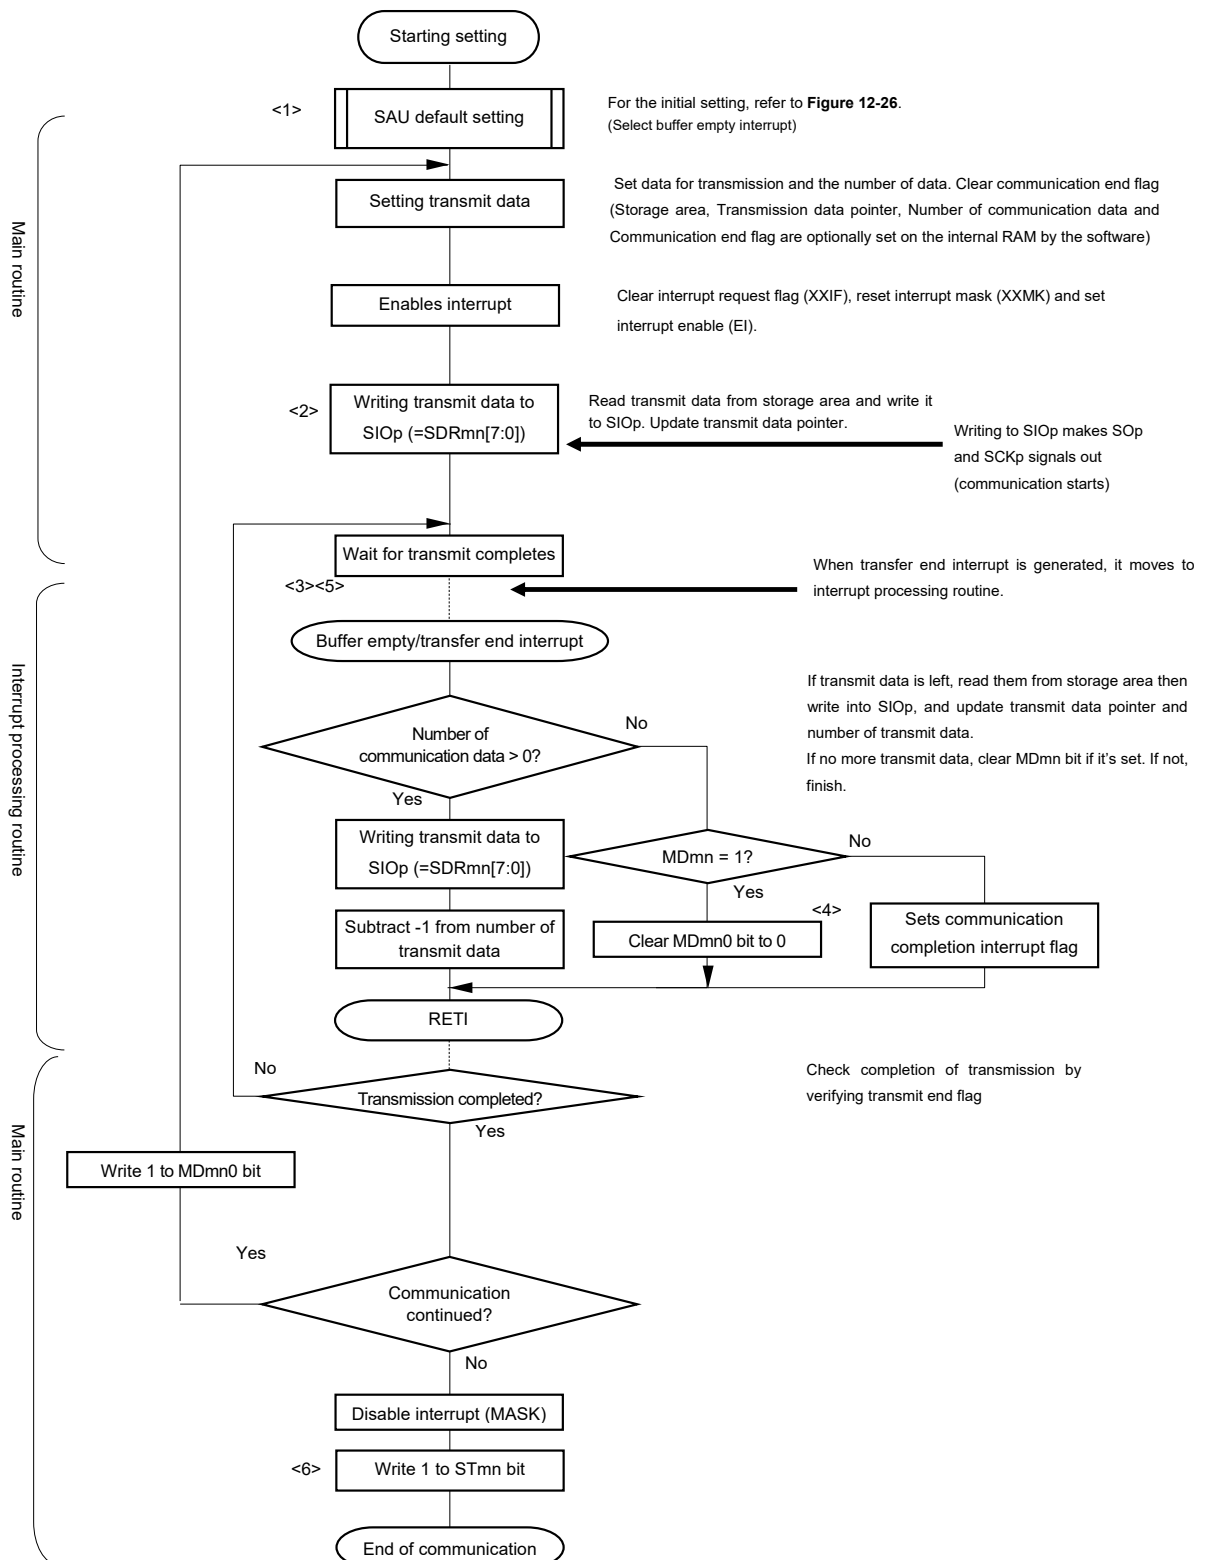 Starting setting
<1>
SAU default setting
For the initial setting, refer to Figure 12-26.
(Select buffer empty interrupt)
Main routine
Setting transmit data
Set data for transmission and the number of data. Clear communication end flag
(Storage area, Transmission data pointer, Number of communication data and
Communication end flag are optionally set on the internal RAM by the software)
Enables interrupt
Clear interrupt request flag (XXIF), reset interrupt mask (XXMK) and set
interrupt enable (EI).
<2>
Writing transmit data to
SIOp (=SDRmn[7:0])
Read transmit data from storage area and write it
to SIOp. Update transmit data pointer.
Writing to SIOp makes SOp
and SCKp signals out
(communication starts)
Wait for transmit completes
<3><5>
When transfer end interrupt is generated, it moves to
interrupt processing routine.
Interrupt processing routine
Buffer empty/transfer end interrupt
If transmit data is left, read them from storage area then
write into SIOp, and update transmit data pointer and
number of transmit data.
If no more transmit data, clear MDmn bit if it's set. If not,
finish.
Number of
communication data > 0?
No
Yes
Writing transmit data to
SIOp (=SDRmn[7:0])
MDmn = 1?
No
Yes
<4>
Subtract -1 from number of
transmit data
Clear MDmn0 bit to 0
Sets communication
completion interrupt flag
RETI
Main routine
No
Transmission completed?
Yes
Check completion of transmission by
verifying transmit end flag
Write 1 to MDmn0 bit
Yes
Communication
continued?
No
Disable interrupt (MASK)
<6>
Write 1 to STmn bit
End of communication